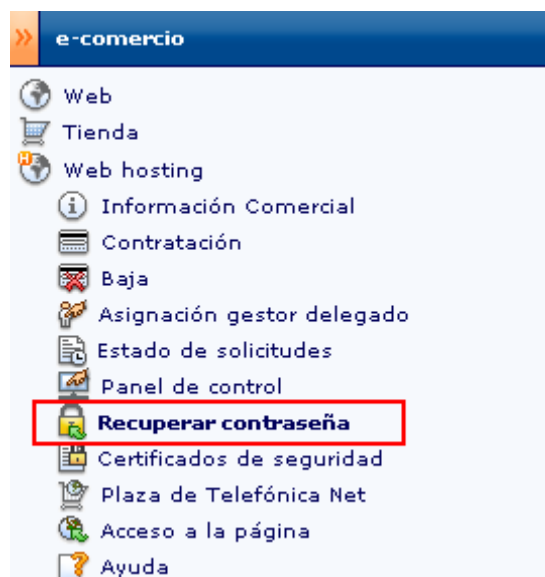 e-comercio
Web
Tienda
Web hosting
Información Comercial
Contratación
Baja
Asignación gestor delegado
Estado de solicitudes
Panel de control
Recuperar contraseña
Certificados de seguridad
Plaza de Telefónica Net
Acceso a la página
Ayuda